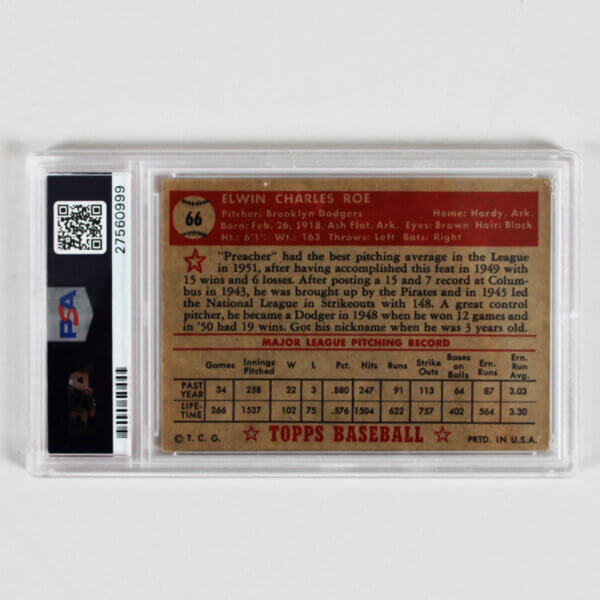 PSA
27560999
66
ELWIN CHARLES ROE
Pitcher: Brooklyn Dodgers Home: Hardy, Ark.
Born: Feb. 26, 1918, Ash Flat, Ark. Eyes: Brown Hair: Black
Ht.: 6'1½" Wt.: 163 Throws: Left Bats: Right
"Preacher" had the best pitching average in the League
in 1951, after having accomplished this feat in 1949 with
15 wins and 6 losses. After posting a 15 and 7 record at Colum-
bus in 1943, he was brought up by the Pirates and in 1945 led
the National League in Strikeouts with 148. A great control
pitcher, he became a Dodger in 1948 when he won 12 games and
in '50 had 19 wins. Got his nickname when he was 3 years old.
MAJOR LEAGUE PITCHING RECORD
Games Innings Pitched W L Pct. Hits Runs Strike Outs Bases on Balls Ern. Runs Ern. Run Avg.
PAST YEAR 34 258 22 3 .880 247 91 113 64 87 3.03
LIFE-TIME 266 1537 102 75 .576 1504 622 757 402 564 3.30
© T. C. G. TOPPS BASEBALL PRTD. IN U.S.A.